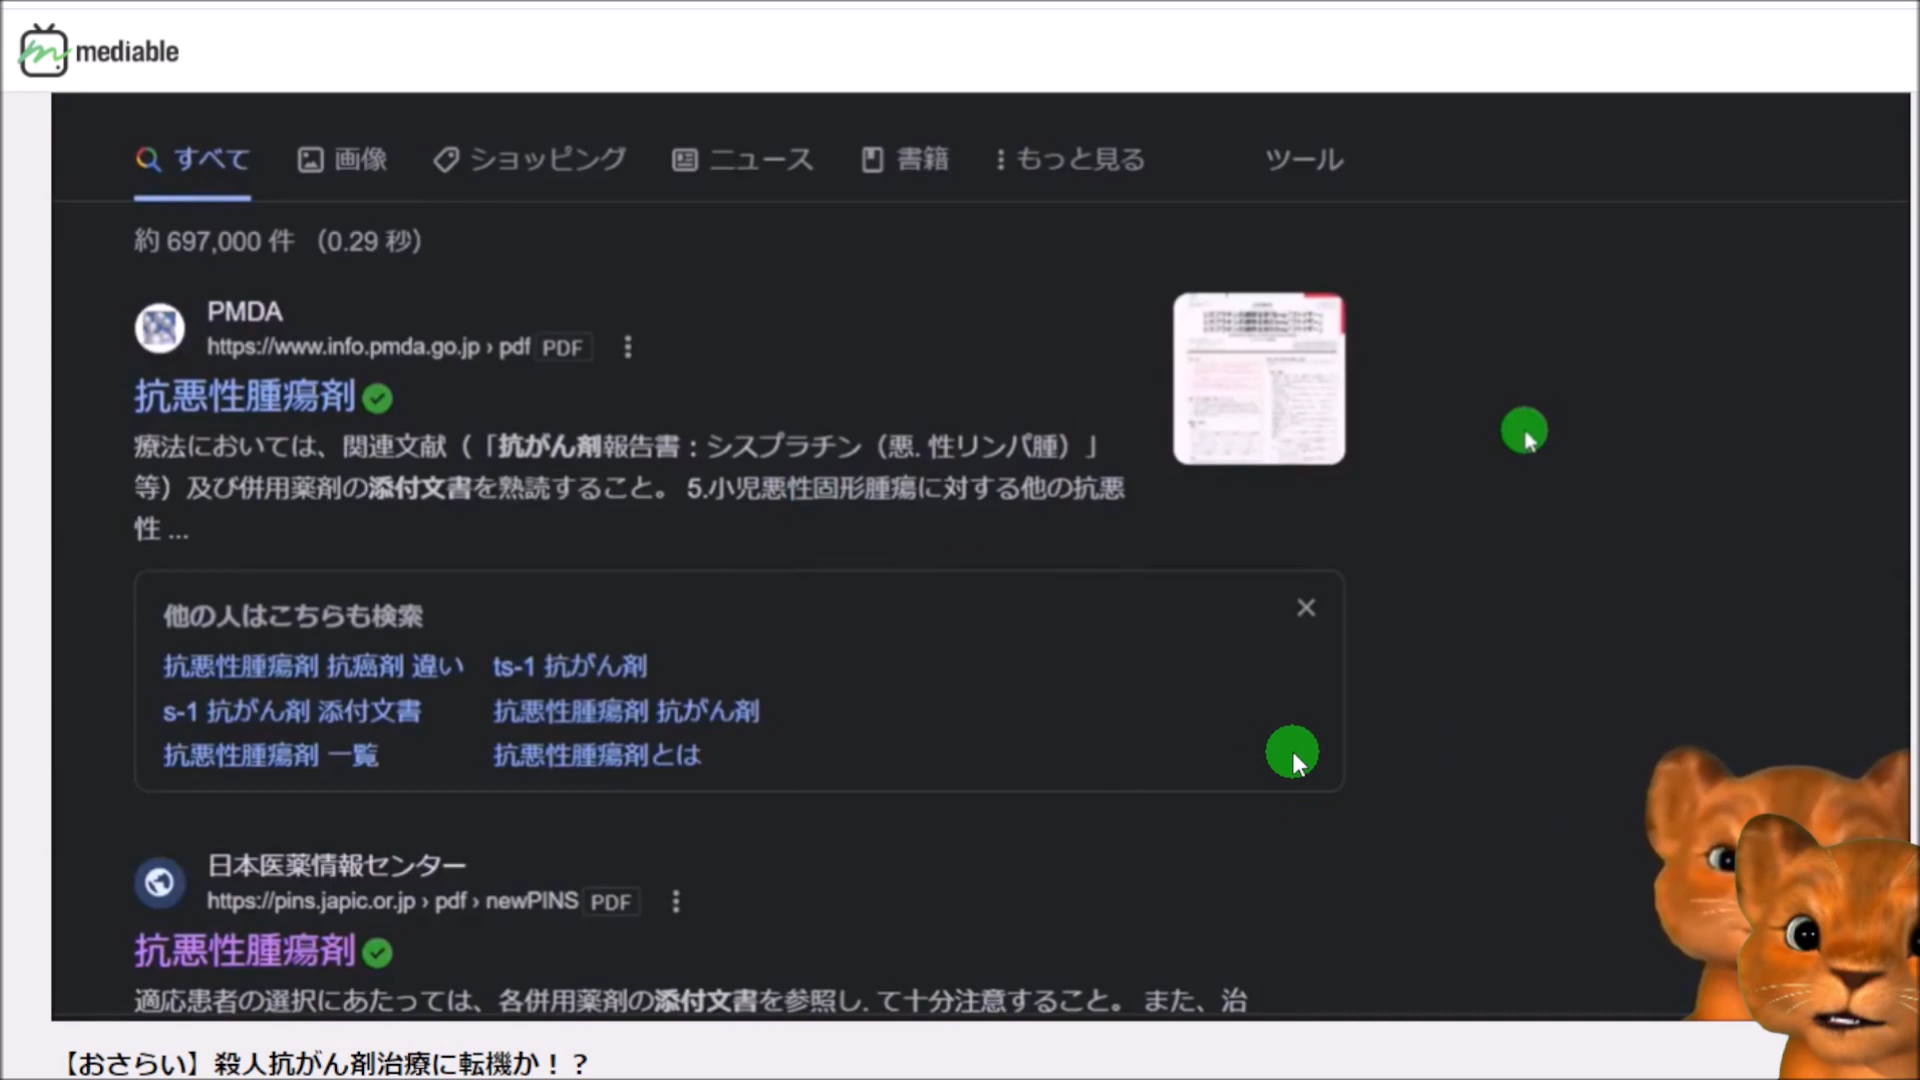 mediable
すべて 画像 ショッピング ニュース 書籍 もっと見る ツール
約 697,000 件 (0.29 秒)
PMDA
https://www.info.pmda.go.jp › pdf PDF
抗悪性腫瘍剤
療法においては、関連文献（「抗がん剤報告書：シスプラチン（悪. 性リンパ腫）」
等）及び併用薬剤の添付文書を熟読すること。 5.小児悪性固形腫瘍に対する他の抗悪
性 ...
他の人はこちらも検索
抗悪性腫瘍剤 抗癌剤 違い ts-1 抗がん剤
s-1 抗がん剤 添付文書 抗悪性腫瘍剤 抗がん剤
抗悪性腫瘍剤 一覧 抗悪性腫瘍剤とは
日本医薬情報センター
https://pins.japic.or.jp › pdf › newPINS PDF
抗悪性腫瘍剤
適応患者の選択にあたっては、各併用薬剤の添付文書を参照し. て十分注意すること。 また、治
【おさらい】殺人抗がん剤治療に転機か！？